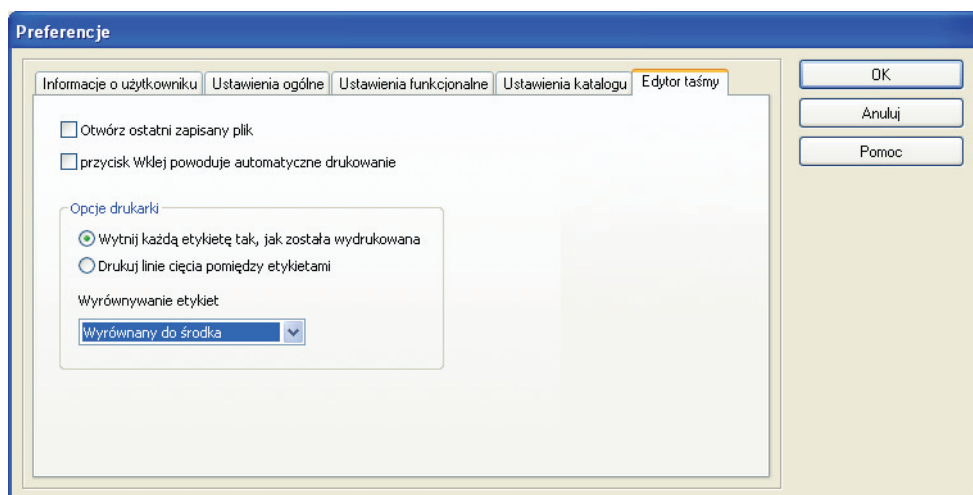 Preferencje
Informacje o użytkowniku Ustawienia ogólne Ustawienia funkcjonalne Ustawienia katalogu Edytor taśmy
Otwórz ostatni zapisany plik
przycisk Wklej powoduje automatyczne drukowanie
Opcje drukarki
Wytnij każdą etykietę tak, jak została wydrukowana
Drukuj linie cięcia pomiędzy etykietami
Wyrównywanie etykiet
Wyrównany do środka
OK
Anuluj
Pomoc